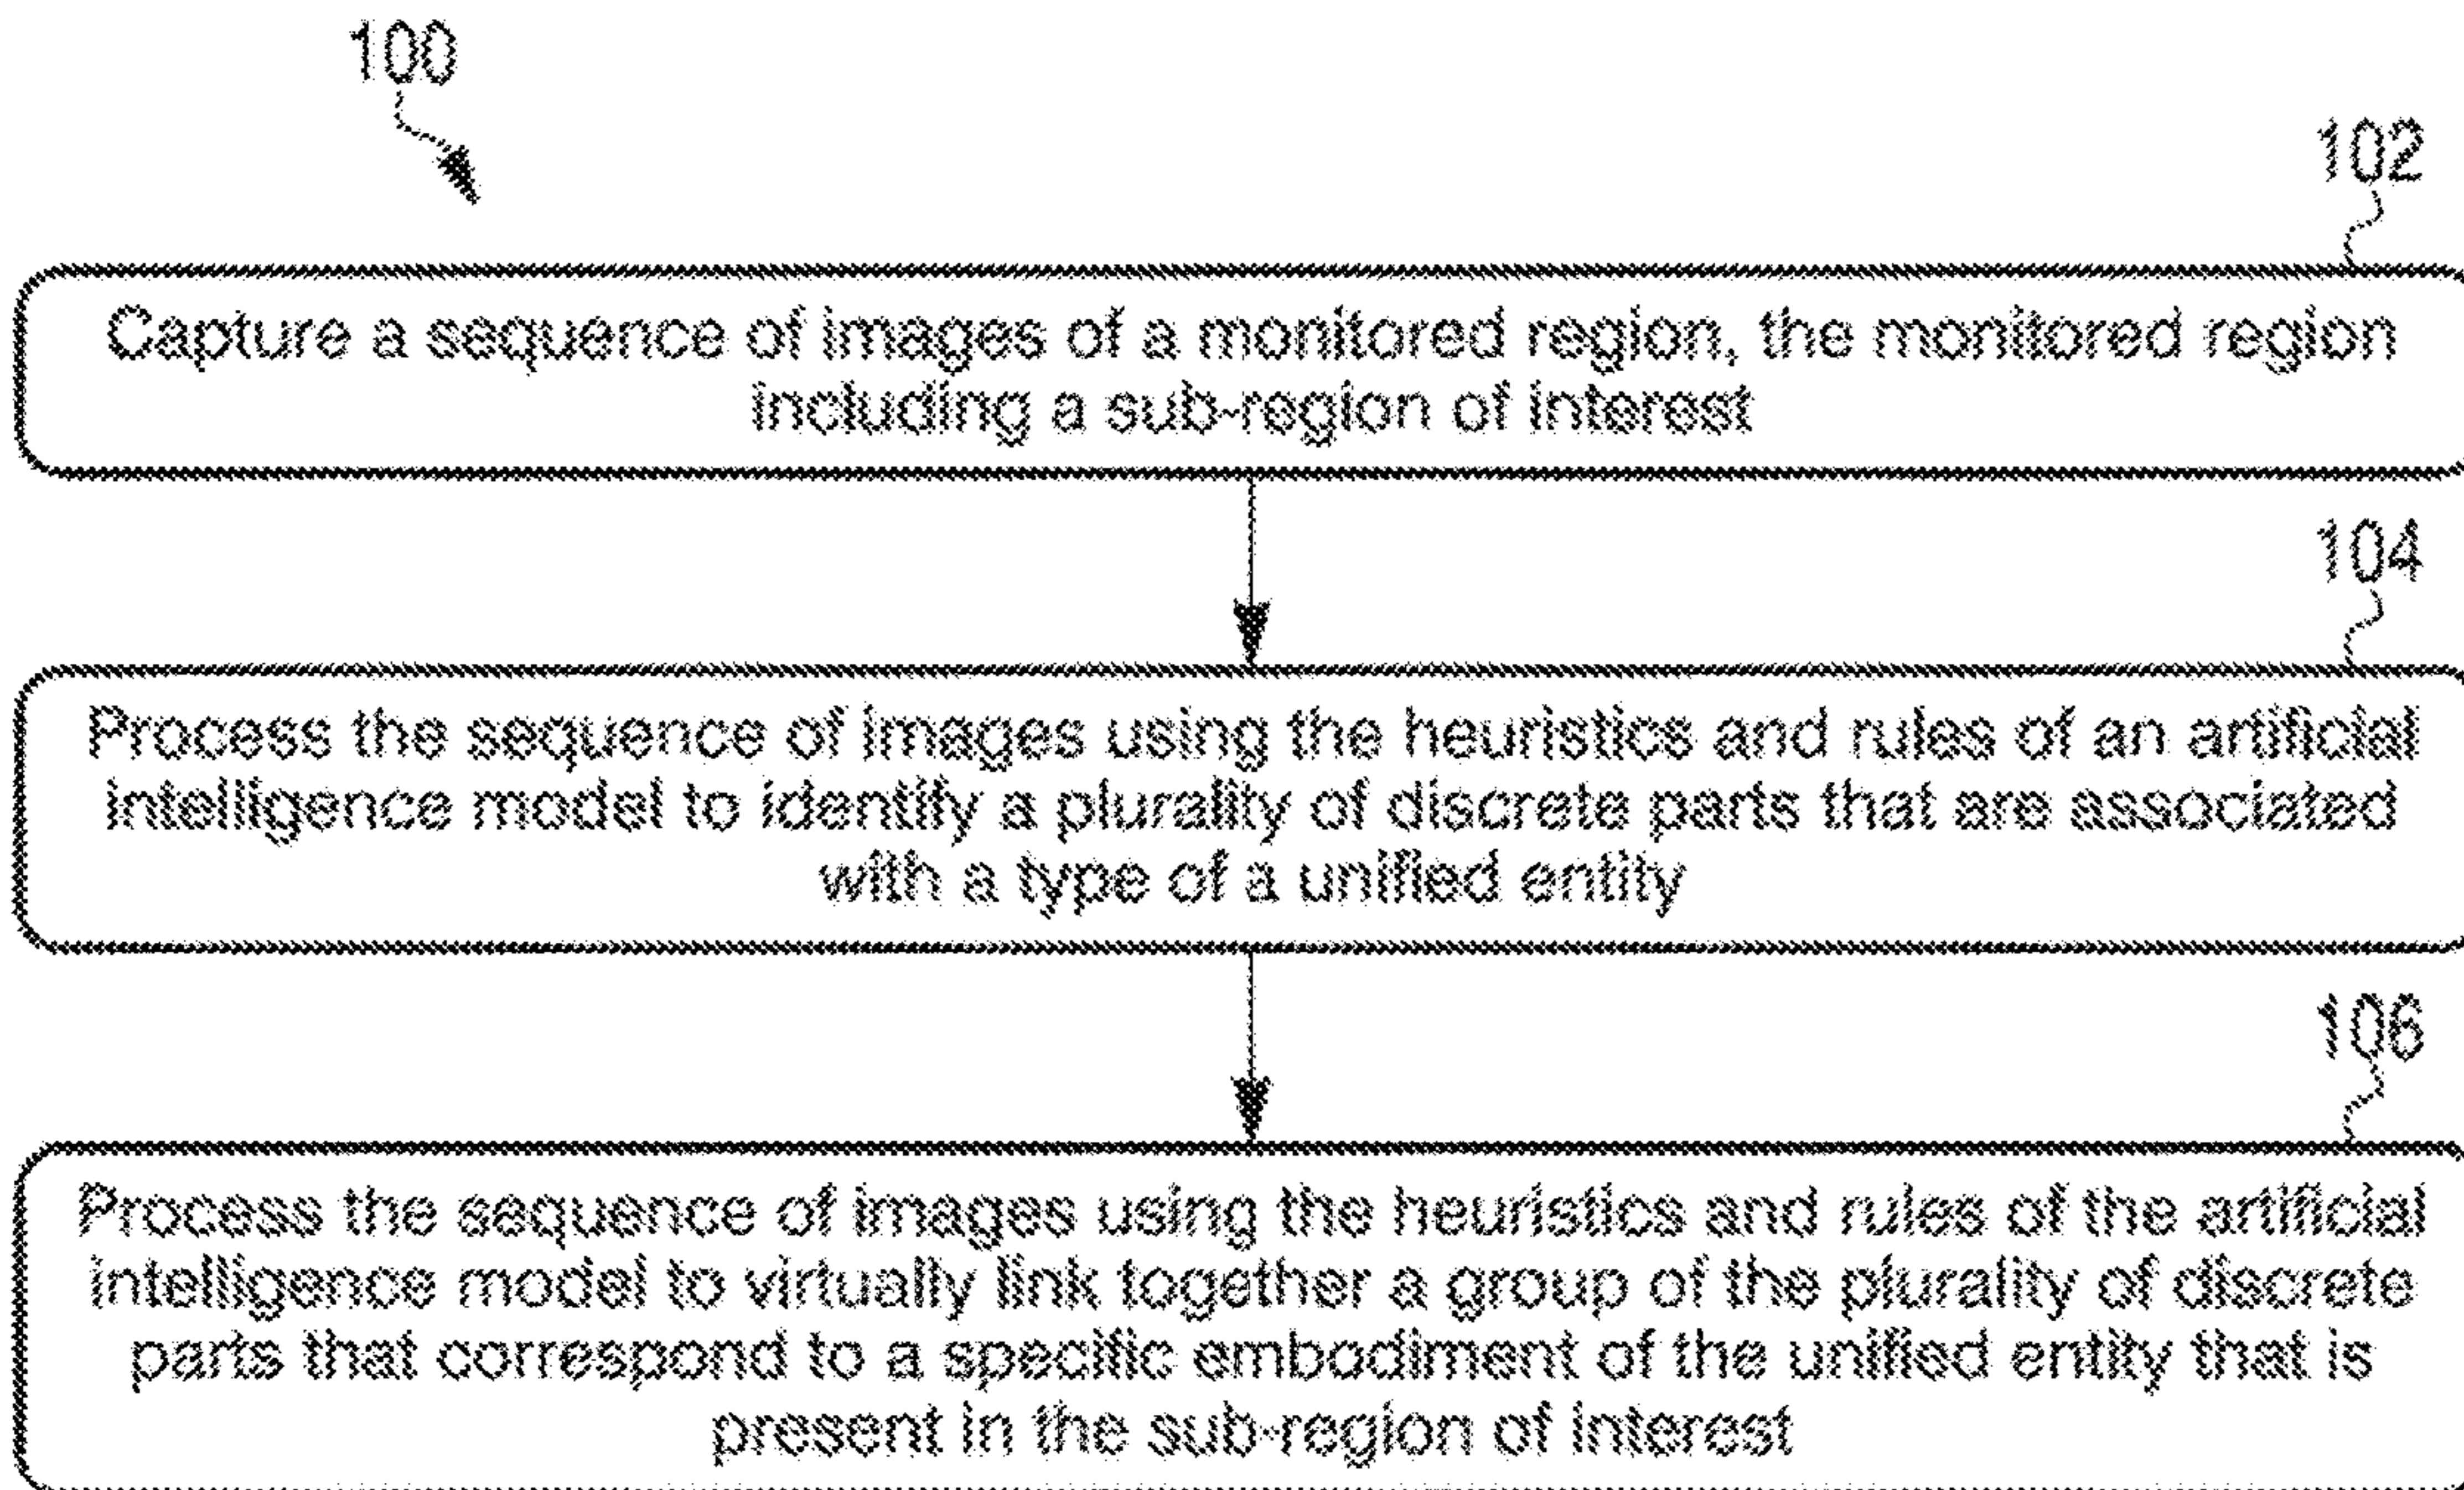 100
102
Capture a sequence of images of a monitored region, the monitored region
including a sub-region of interest
104
Process the sequence of images using the heuristics and rules of an artificial
intelligence model to identify a plurality of discrete parts that are associated
with a type of a unified entity
106
Process the sequence of images using the heuristics and rules of the artificial
intelligence model to virtually link together a group of the plurality of discrete
parts that correspond to a specific embodiment of the unified entity that is
present in the sub-region of interest